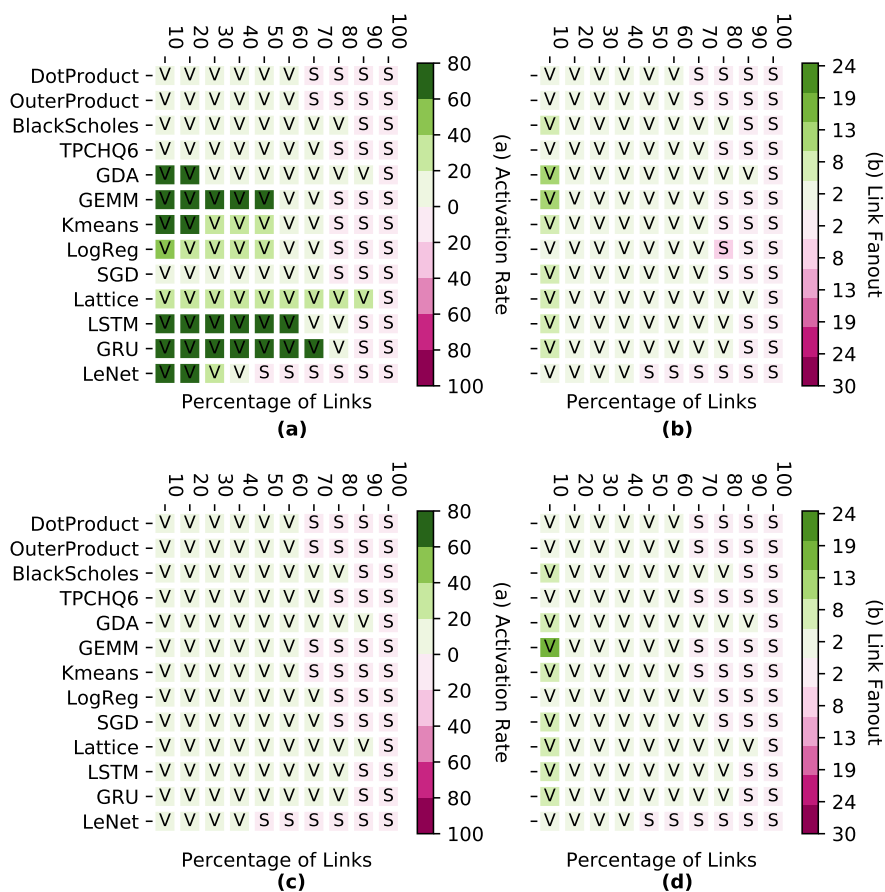 10 20 30 40 50 60 70 80 90 100
DotProduct V V V V V V S S S S
OuterProduct V V V V V V S S S S
BlackScholes V V V V V V V V S S
TPCHQ6 V V V V V V V S S S
GDA V V V V V V V V V S
GEMM V V V V V V V S S S
Kmeans V V V V V V V S S S
LogReg V V V V V V V S S S
SGD V V V V V V V S S S
Lattice V V V V V V V V V S
LSTM V V V V V V V V S S
GRU V V V V V V V V S S
LeNet V V V V S S S S S S
Percentage of Links
(a)
80
60
40
20
0
20
40
60
80
100
(a) Activation Rate
10 20 30 40 50 60 70 80 90 100
V V V V V V S S S S
V V V V V V S S S S
V V V V V V V V S S
V V V V V V V S S S
V V V V V V V V V S
V V V V V V V S S S
V V V V V V V S S S
V V V V V V V S S S
V V V V V V V S S S
V V V V V V V V V S
V V V V V V V V S S
V V V V V V V V S S
V V V V S S S S S S
Percentage of Links
(b)
24
19
13
8
2
2
8
13
19
24
30
(b) Link Fanout
10 20 30 40 50 60 70 80 90 100
DotProduct V V V V V V S S S S
OuterProduct V V V V V V S S S S
BlackScholes V V V V V V V V S S
TPCHQ6 V V V V V V V S S S
GDA V V V V V V V V V S
GEMM V V V V V V S S S S
Kmeans V V V V V V S S S S
LogReg V V V V V V V S S S
SGD V V V V V V V S S S
Lattice V V V V V V V V V S
LSTM V V V V V V V V S S
GRU V V V V V V V V S S
LeNet V V V V S S S S S S
Percentage of Links
(c)
80
60
40
20
0
20
40
60
80
100
(a) Activation Rate
10 20 30 40 50 60 70 80 90 100
V V V V V V S S S S
V V V V V V S S S S
V V V V V V V V S S
V V V V V V S S S S
V V V V V V V V V S
V V V V V V S S S S
V V V V V V S S S S
V V V V V V V S S S
V V V V V V V S S S
V V V V V V V V V S
V V V V V V V V S S
V V V V V V V V S S
V V V V S S S S S S
Percentage of Links
(d)
24
19
13
8
2
2
8
13
19
24
30
(b) Link Fanout